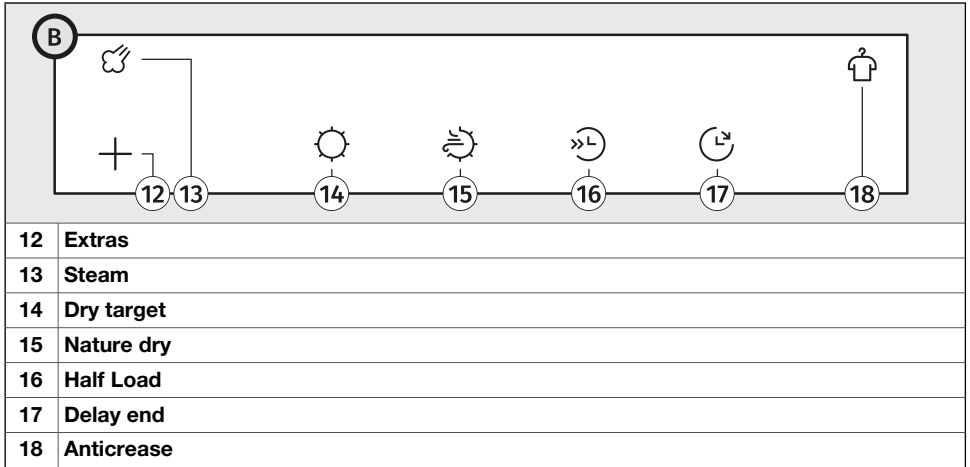 B
12 13 14 15 16 17 18
12 Extras
13 Steam
14 Dry target
15 Nature dry
16 Half Load
17 Delay end
18 Anticrease